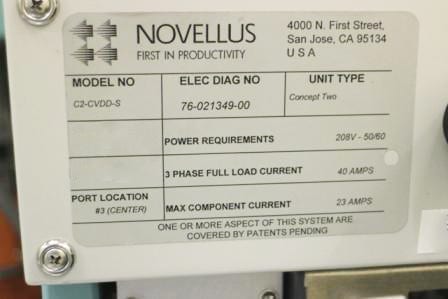 NOVELLUS
FIRST IN PRODUCTIVITY
4000 N. First Street,
San Jose, CA 95134
U S A
MODEL NO ELEC DIAG NO UNIT TYPE
C2-CVDD-S 76-021349-00 Concept Two
POWER REQUIREMENTS 208V - 50/60
3 PHASE FULL LOAD CURRENT 40 AMPS
PORT LOCATION
#3 (CENTER) MAX COMPONENT CURRENT 23 AMPS
ONE OR MORE ASPECT OF THIS SYSTEM ARE
COVERED BY PATENTS PENDING